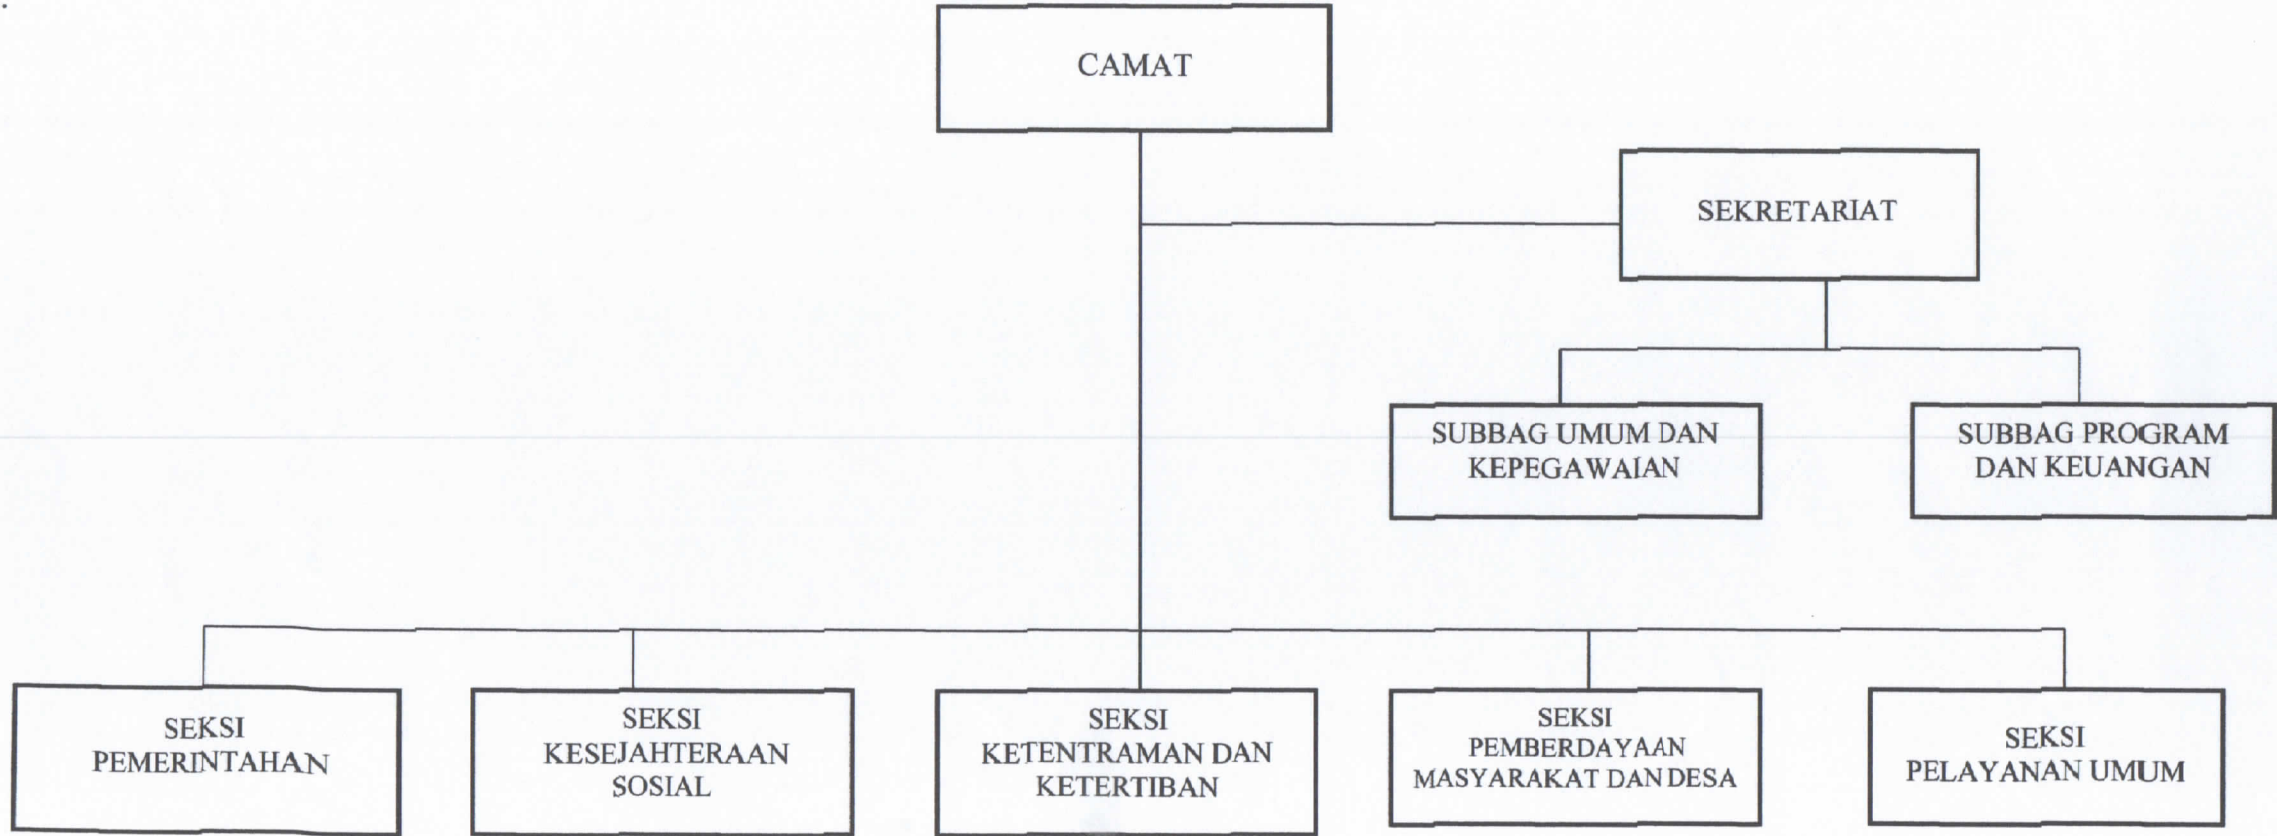 CAMAT
SEKRETARIAT
SUBBAG UMUM DAN
KEPEGAWAIAN
SUBBAG PROGRAM
DAN KEUANGAN
SEKSI
PEMERINTAHAN
SEKSI
KESEJAHTERAAN
SOSIAL
SEKSI
KETENTRAMAN DAN
KETERTIBAN
SEKSI
PEMBERDAYAAN
MASYARAKAT DAN DESA
SEKSI
PELAYANAN UMUM